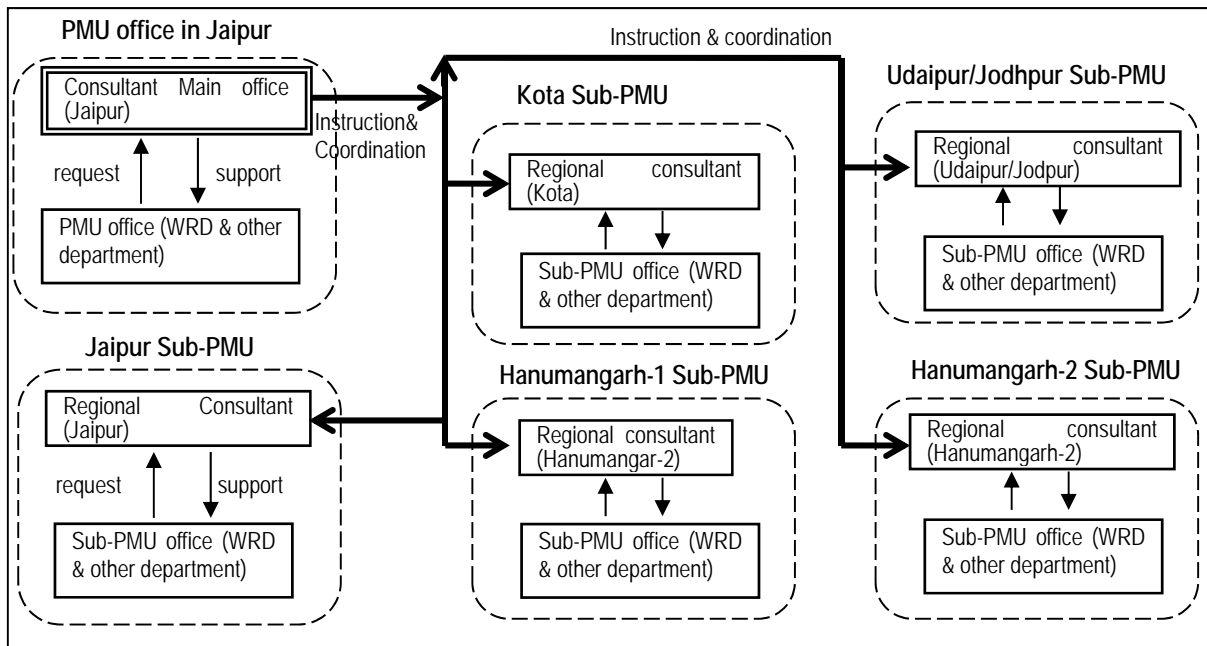 PMU office in Jaipur
Consultant Main office
(Jaipur)
request
support
PMU office (WRD & other
department)
Instruction&
Coordination
Instruction & coordination
Kota Sub-PMU
Regional consultant
(Kota)
Sub-PMU office (WRD
& other department)
Udaipur/Jodhpur Sub-PMU
Regional consultant
(Udaipur/Jodpur)
Sub-PMU office (WRD
& other department)
Jaipur Sub-PMU
Regional Consultant
(Jaipur)
request
support
Sub-PMU office (WRD
& other department)
Hanumangarh-1 Sub-PMU
Regional consultant
(Hanumangar-2)
Sub-PMU office (WRD
& other department)
Hanumangarh-2 Sub-PMU
Regional consultant
(Hanumangarh-2)
Sub-PMU office (WRD
& other department)